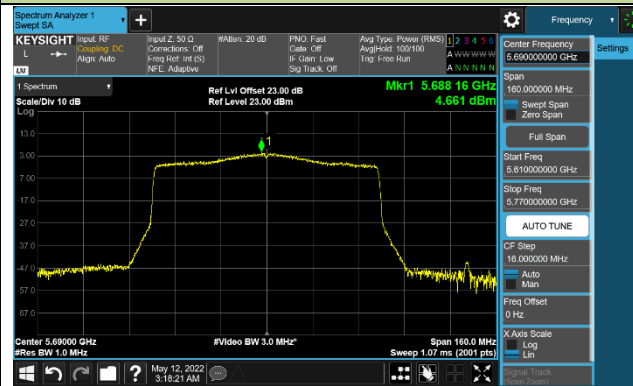 Spectrum Analyzer 1
Swept SA
Frequency
KEYSIGHT
L
LXI
Input: RF
Coupling: DC
Align: Auto
Input Z: 50 Ω
Corrections: Off
Freq Ref: Int (S)
NFE: Adaptive
#Atten: 20 dB
PNO: Fast
Gate: Off
IF Gain: Low
Sig Track: Off
Avg Type: Power (RMS)
Avg|Hold: 100/100
Trig: Free Run
1 2 3 4 5 6
A W W W W W
A N N N N N
1 Spectrum
Scale/Div 10 dB
Log
Ref Lvl Offset 23.00 dB
Ref Level 23.00 dBm
Mkr1 5.688 16 GHz
4.661 dBm
13.0
3.00
-7.00
-17.0
-27.0
-37.0
-47.0
-57.0
-67.0
1
Center 5.69000 GHz
#Res BW 1.0 MHz
#Video BW 3.0 MHz*
Span 160.0 MHz
Sweep 1.07 ms (2001 pts)
May 12, 2022
3:18:21 AM
Center Frequency
5.690000000 GHz
Settings
Span
160.000000 MHz
Swept Span
Zero Span
Full Span
Start Freq
5.610000000 GHz
Stop Freq
5.770000000 GHz
AUTO TUNE
CF Step
16.000000 MHz
Auto
Man
Freq Offset
0 Hz
X Axis Scale
Log
Lin
Signal Track
(Span Zoom)